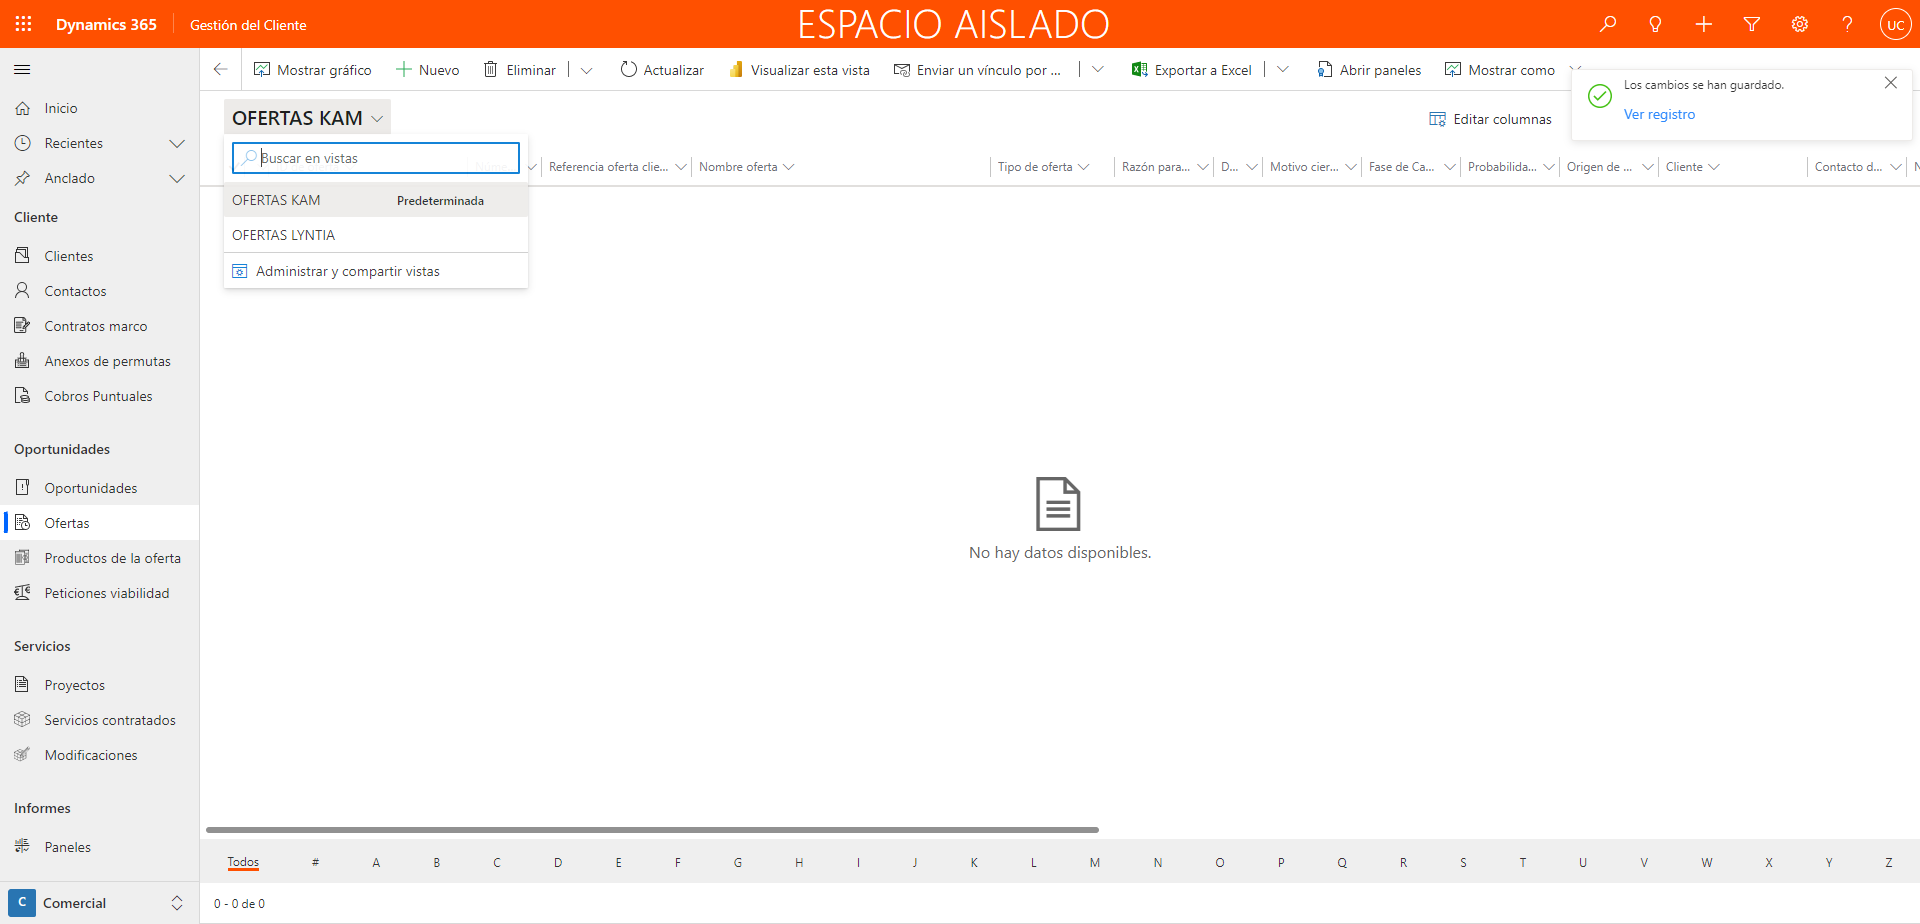 Dynamics 365
Gestión del Cliente
ESPACIO AISLADO
UC
Mostrar gráfico
Nuevo
Eliminar
Actualizar
Visualizar esta vista
Enviar un vínculo por ...
Exportar a Excel
Abrir paneles
Mostrar como
Los cambios se han guardado.
Ver registro
Inicio
Recientes
Anclado
Cliente
Clientes
Contactos
Contratos marco
Anexos de permutas
Cobros Puntuales
Oportunidades
Oportunidades
Ofertas
Productos de la oferta
Peticiones viabilidad
Servicios
Proyectos
Servicios contratados
Modificaciones
Informes
Paneles
C
Comercial
OFERTAS KAM
Editar columnas
Buscar en vistas
OFERTAS KAM
Predeterminada
OFERTAS LYNTIA
Administrar y compartir vistas
Referencia oferta clie...
Nombre oferta
Tipo de oferta
Razón para...
D...
Motivo cier...
Fase de Ca...
Probabilida...
Origen de ...
Cliente
Contacto d...
No hay datos disponibles.
Todos # A B C D E F G H I J K L M N O P Q R S T U V W X Y Z
0 - 0 de 0